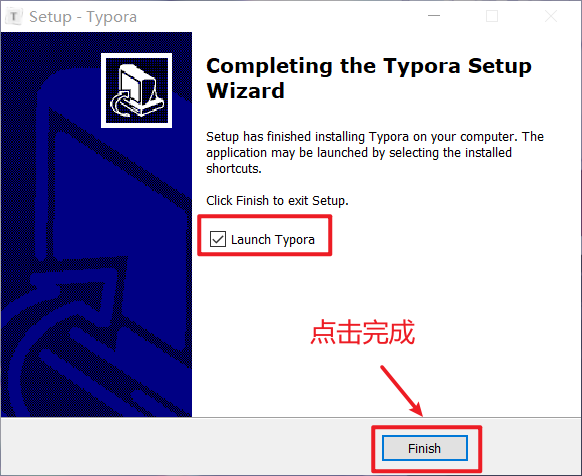 T Setup - Typora
Completing the Typora Setup
Wizard
Setup has finished installing Typora on your computer. The
application may be launched by selecting the installed
shortcuts.
Click Finish to exit Setup.
Launch Typora
点击完成
Finish